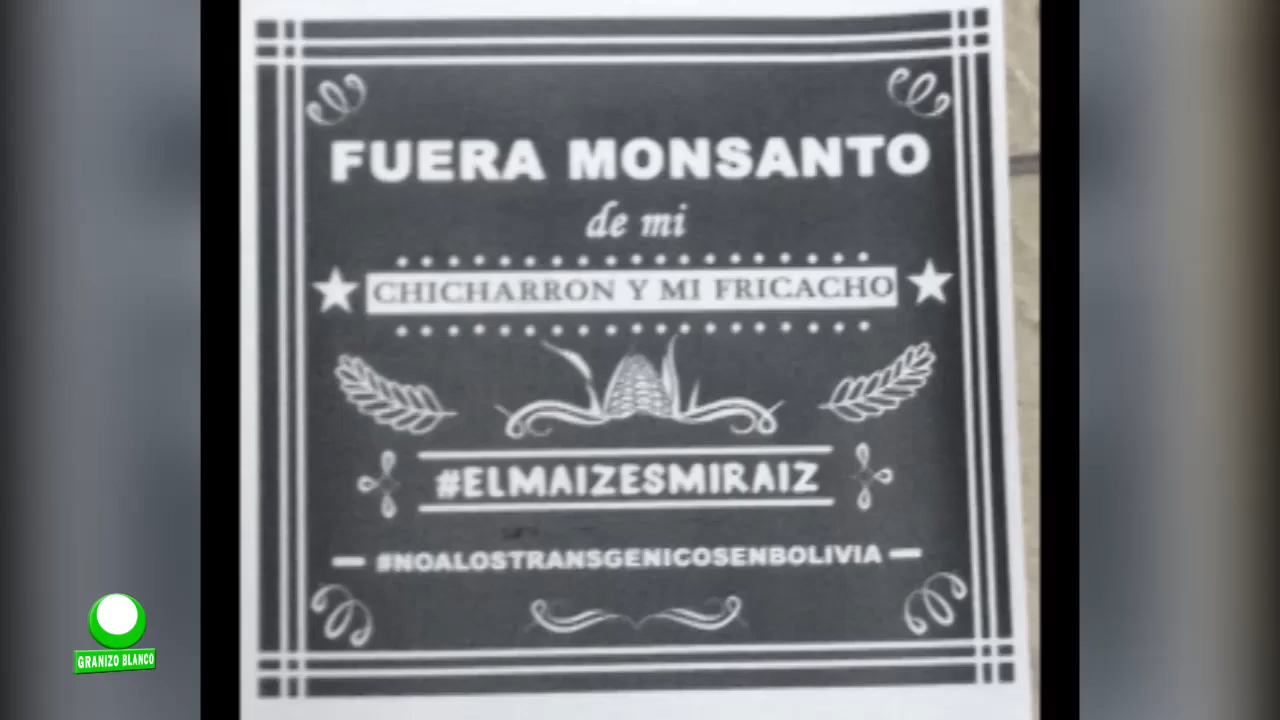 FUERA MONSANTO
de mi
CHICHARRON Y MI FRICACHO
#ELMAIZESMIRAIZ
#NOALOSTRANSGENICOSENBOLIVIA
GRANIZO BLANCO